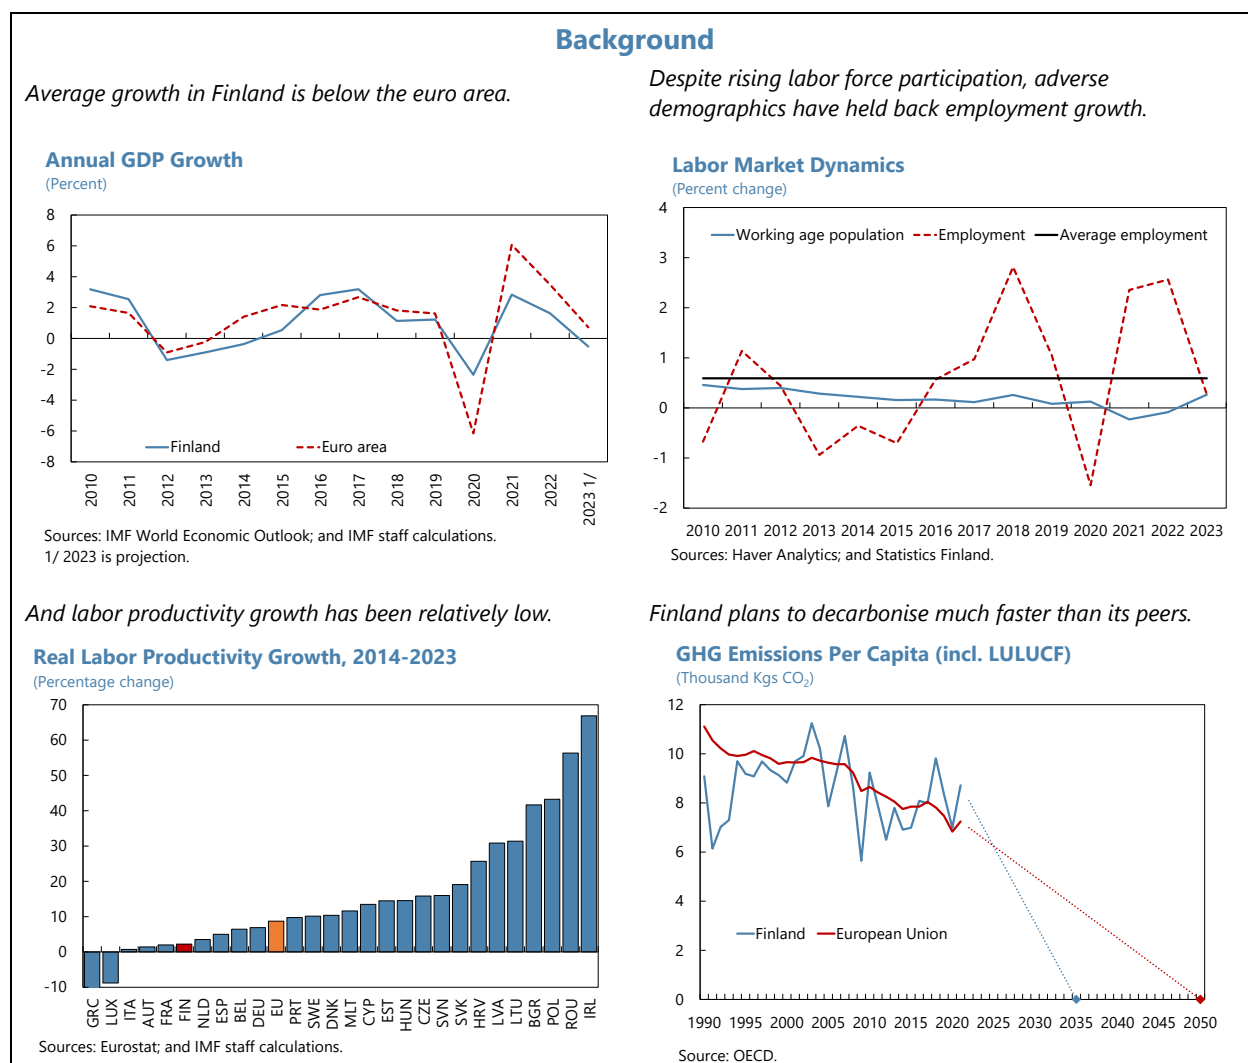 Background
Average growth in Finland is below the euro area.
Annual GDP Growth
(Percent)
8
6
4
2
0
-2
-4
-6
-8
Finland
Euro area
2010
2011
2012
2013
2014
2015
2016
2017
2018
2019
2020
2021
2022
2023 1/
Sources: IMF World Economic Outlook; and IMF staff calculations.
1/ 2023 is projection.
Despite rising labor force participation, adverse
demographics have held back employment growth.
Labor Market Dynamics
(Percent change)
4
3
2
1
0
-1
-2
Working age population
Employment
Average employment
2010 2011 2012 2013 2014 2015 2016 2017 2018 2019 2020 2021 2022 2023
Sources: Haver Analytics; and Statistics Finland.
And labor productivity growth has been relatively low.
Real Labor Productivity Growth, 2014-2023
(Percentage change)
70
60
50
40
30
20
10
0
-10
GRC
LUX
ITA
AUT
FRA
FIN
NLD
ESP
BEL
DEU
EU
PRT
SWE
DNK
MLT
CYP
EST
HUN
CZE
SVN
SVK
HRV
LVA
LTU
BGR
POL
ROU
IRL
Sources: Eurostat; and IMF staff calculations.
Finland plans to decarbonise much faster than its peers.
GHG Emissions Per Capita (incl. LULUCF)
(Thousand Kgs CO₂)
12
10
8
6
4
2
0
Finland
European Union
1990 1995 2000 2005 2010 2015 2021 2025 2030 2035 2040 2045 2050
Source: OECD.